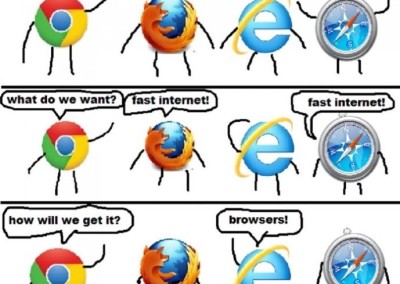 what do we want?
fast internet!
fast internet!
how will we get it?
browsers!